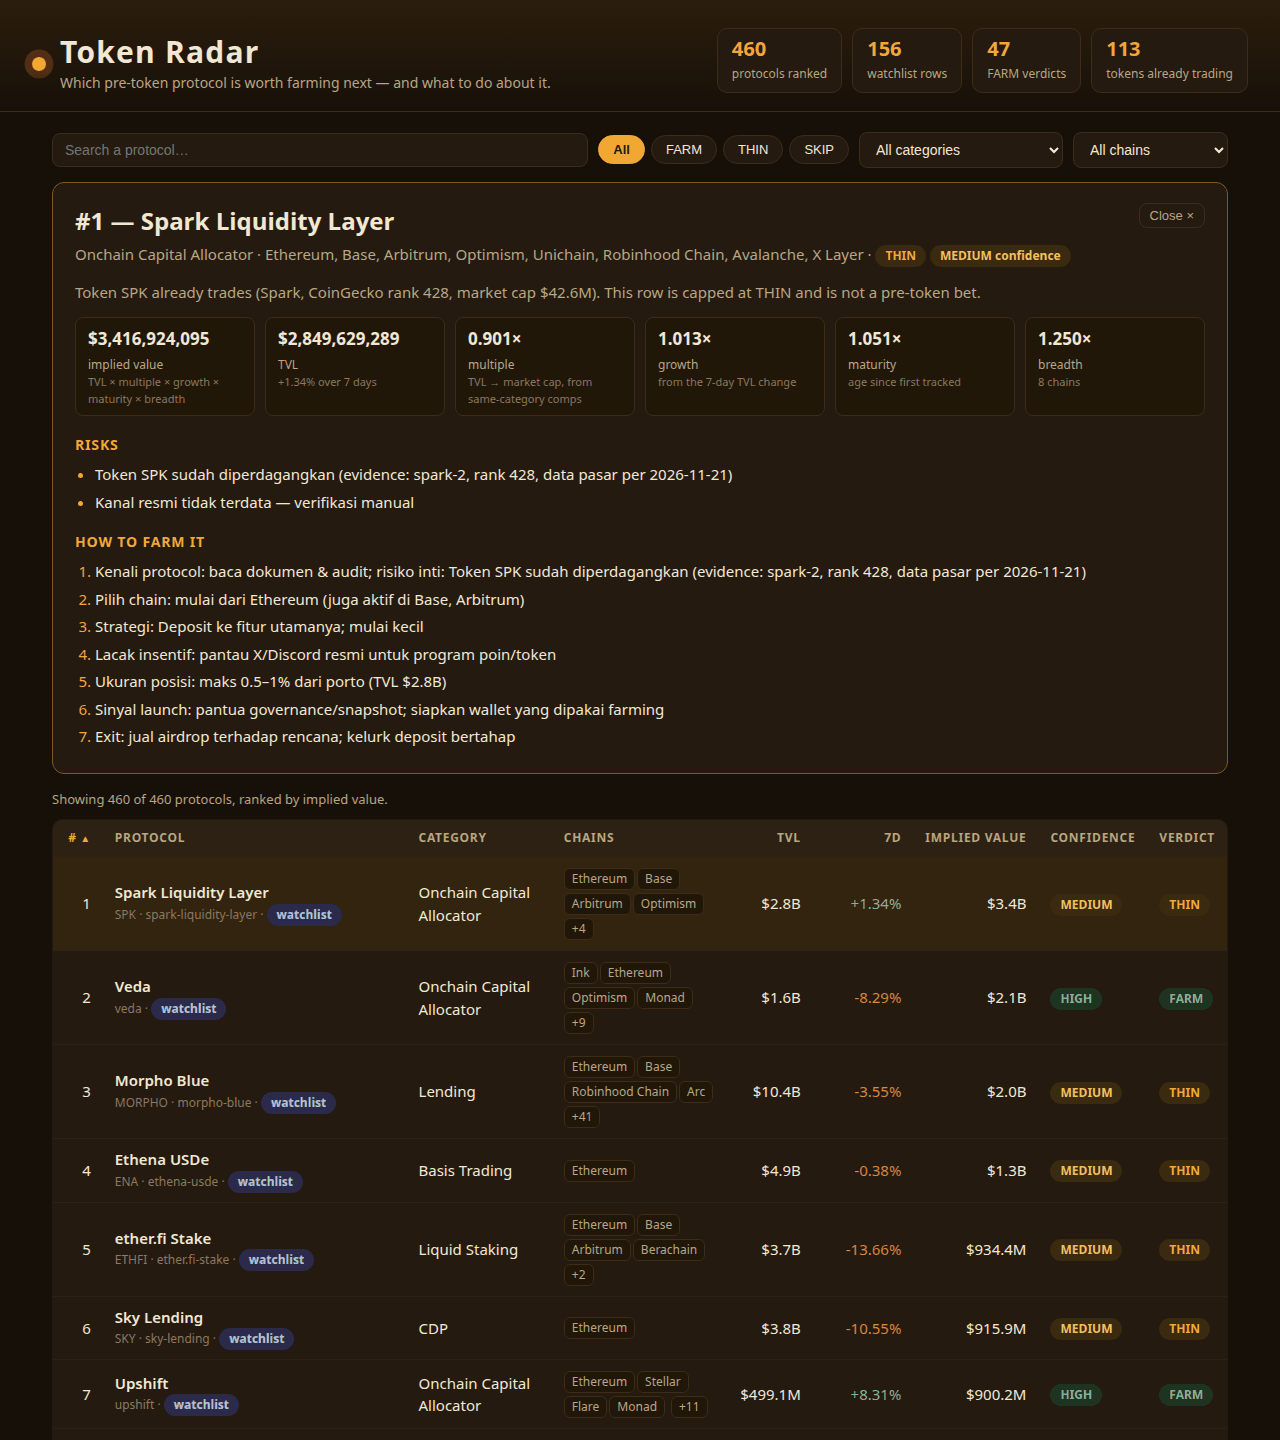 Token Radar
Which pre-token protocol is worth farming next — and what to do about it.
460
protocols ranked
156
watchlist rows
47
FARM verdicts
113
tokens already trading
Search a protocol…
All
FARM
THIN
SKIP
All categories
All chains
#1 — Spark Liquidity Layer
Close ×
Onchain Capital Allocator · Ethereum, Base, Arbitrum, Optimism, Unichain, Robinhood Chain, Avalanche, X Layer · THIN MEDIUM confidence
Token SPK already trades (Spark, CoinGecko rank 428, market cap $42.6M). This row is capped at THIN and is not a pre-token bet.
$3,416,924,095
implied value
TVL × multiple × growth ×
maturity × breadth
$2,849,629,289
TVL
+1.34% over 7 days
0.901×
multiple
TVL → market cap, from
same-category comps
1.013×
growth
from the 7-day TVL change
1.051×
maturity
age since first tracked
1.250×
breadth
8 chains
RISKS
• Token SPK sudah diperdagangkan (evidence: spark-2, rank 428, data pasar per 2026-11-21)
• Kanal resmi tidak terdata — verifikasi manual
HOW TO FARM IT
1. Kenali protocol: baca dokumen & audit; risiko inti: Token SPK sudah diperdagangkan (evidence: spark-2, rank 428, data pasar per 2026-11-21)
2. Pilih chain: mulai dari Ethereum (juga aktif di Base, Arbitrum)
3. Strategi: Deposit ke fitur utamanya; mulai kecil
4. Lacak insentif: pantau X/Discord resmi untuk program poin/token
5. Ukuran posisi: maks 0.5–1% dari porto (TVL $2.8B)
6. Sinyal launch: pantua governance/snapshot; siapkan wallet yang dipakai farming
7. Exit: jual airdrop terhadap rencana; kelurk deposit bertahap
Showing 460 of 460 protocols, ranked by implied value.
# ▲ PROTOCOL CATEGORY CHAINS TVL 7D IMPLIED VALUE CONFIDENCE VERDICT
1
Spark Liquidity Layer
SPK · spark-liquidity-layer · watchlist
Onchain Capital
Allocator
Ethereum Base
Arbitrum Optimism
+4
$2.8B +1.34% $3.4B MEDIUM THIN
2
Veda
veda · watchlist
Onchain Capital
Allocator
Ink Ethereum
Optimism Monad
+9
$1.6B -8.29% $2.1B HIGH FARM
3
Morpho Blue
MORPHO · morpho-blue · watchlist
Lending
Ethereum Base
Robinhood Chain Arc
+41
$10.4B -3.55% $2.0B MEDIUM THIN
4
Ethena USDe
ENA · ethena-usde · watchlist
Basis Trading
Ethereum
$4.9B -0.38% $1.3B MEDIUM THIN
5
ether.fi Stake
ETHFI · ether.fi-stake · watchlist
Liquid Staking
Ethereum Base
Arbitrum Berachain
+2
$3.7B -13.66% $934.4M MEDIUM THIN
6
Sky Lending
SKY · sky-lending · watchlist
CDP
Ethereum
$3.8B -10.55% $915.9M MEDIUM THIN
7
Upshift
upshift · watchlist
Onchain Capital
Allocator
Ethereum Stellar
Flare Monad +11
$499.1M +8.31% $900.2M HIGH FARM